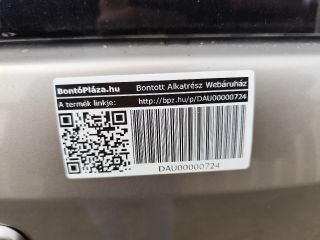 BontóPláza.hu Bontott Alkatrész Webáruház
A termék linkje: http://bpz.hu/p/DAU00000724
DAU00000724